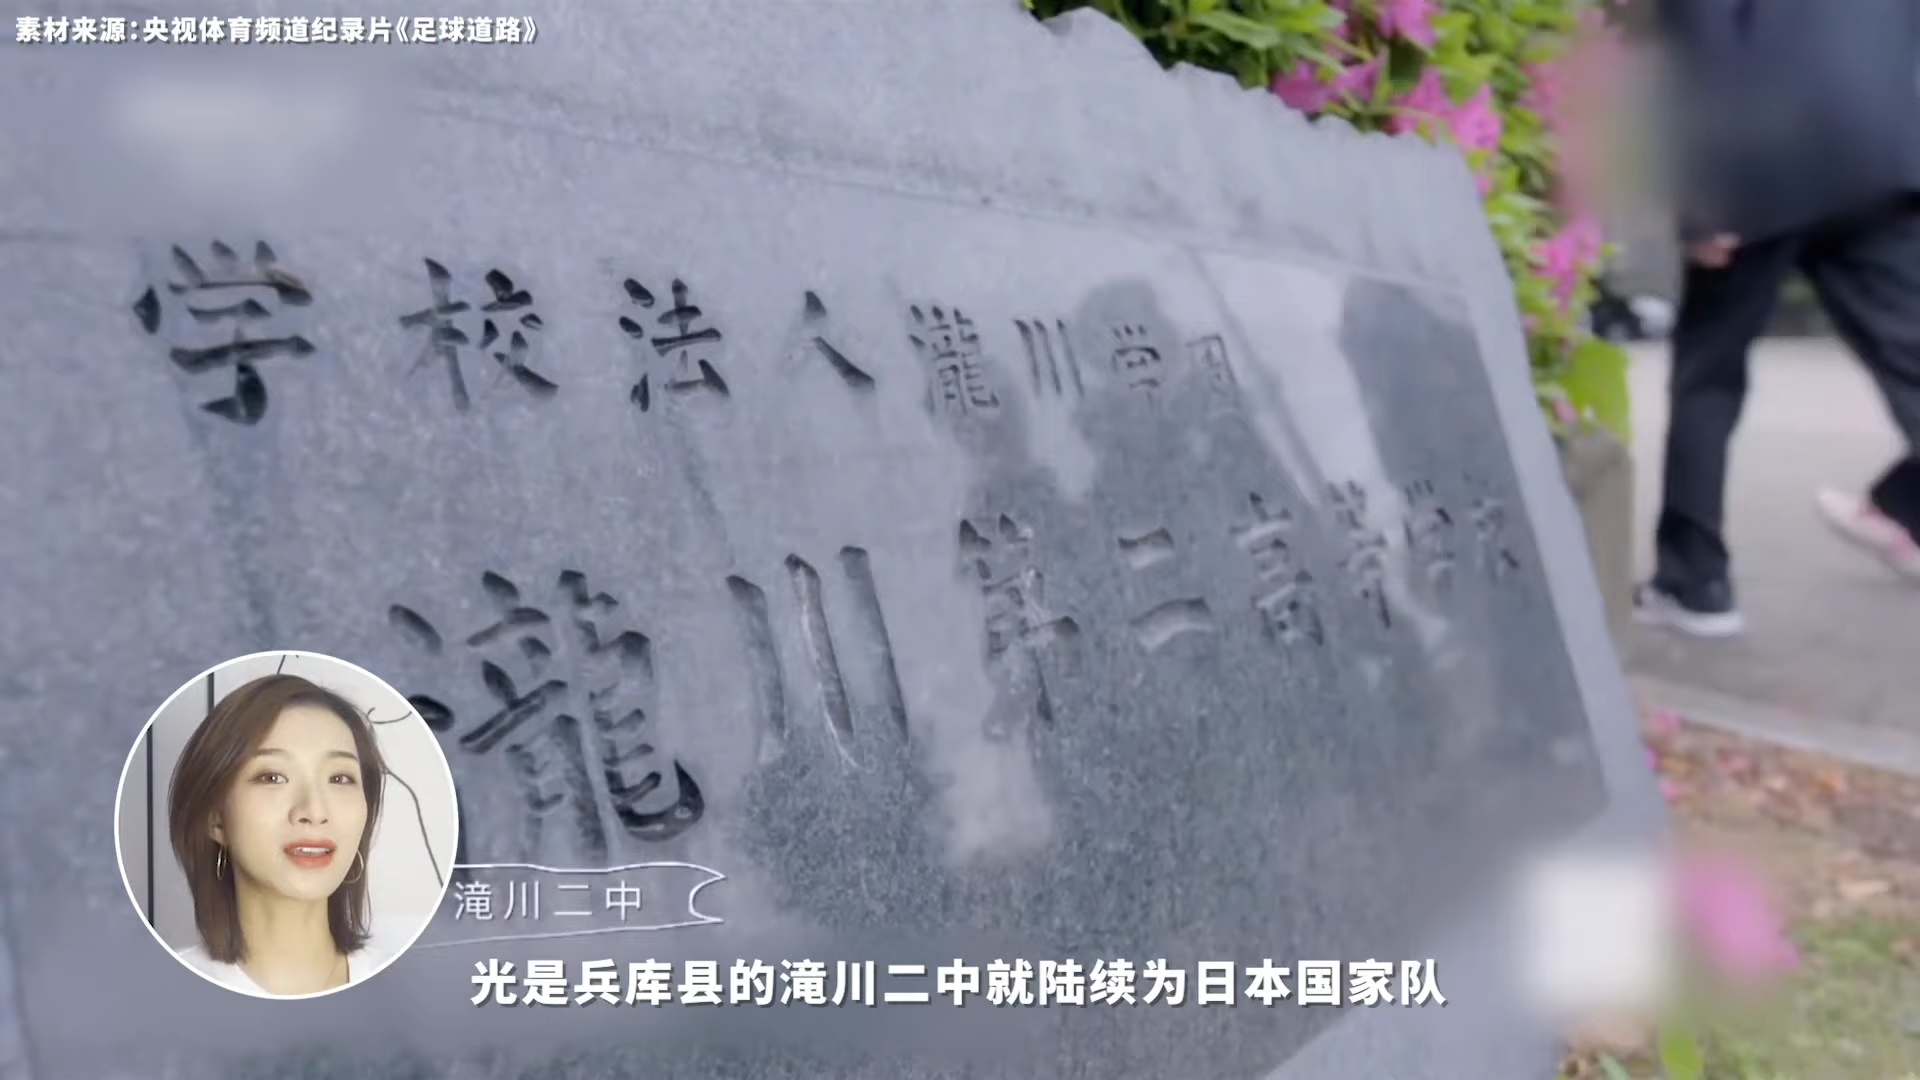 素材来源：央视体育频道纪录片《足球道路》
学校法人瀧川学園
瀧川第二高等学校
滝川二中
光是兵库县的滝川二中就陆续为日本国家队